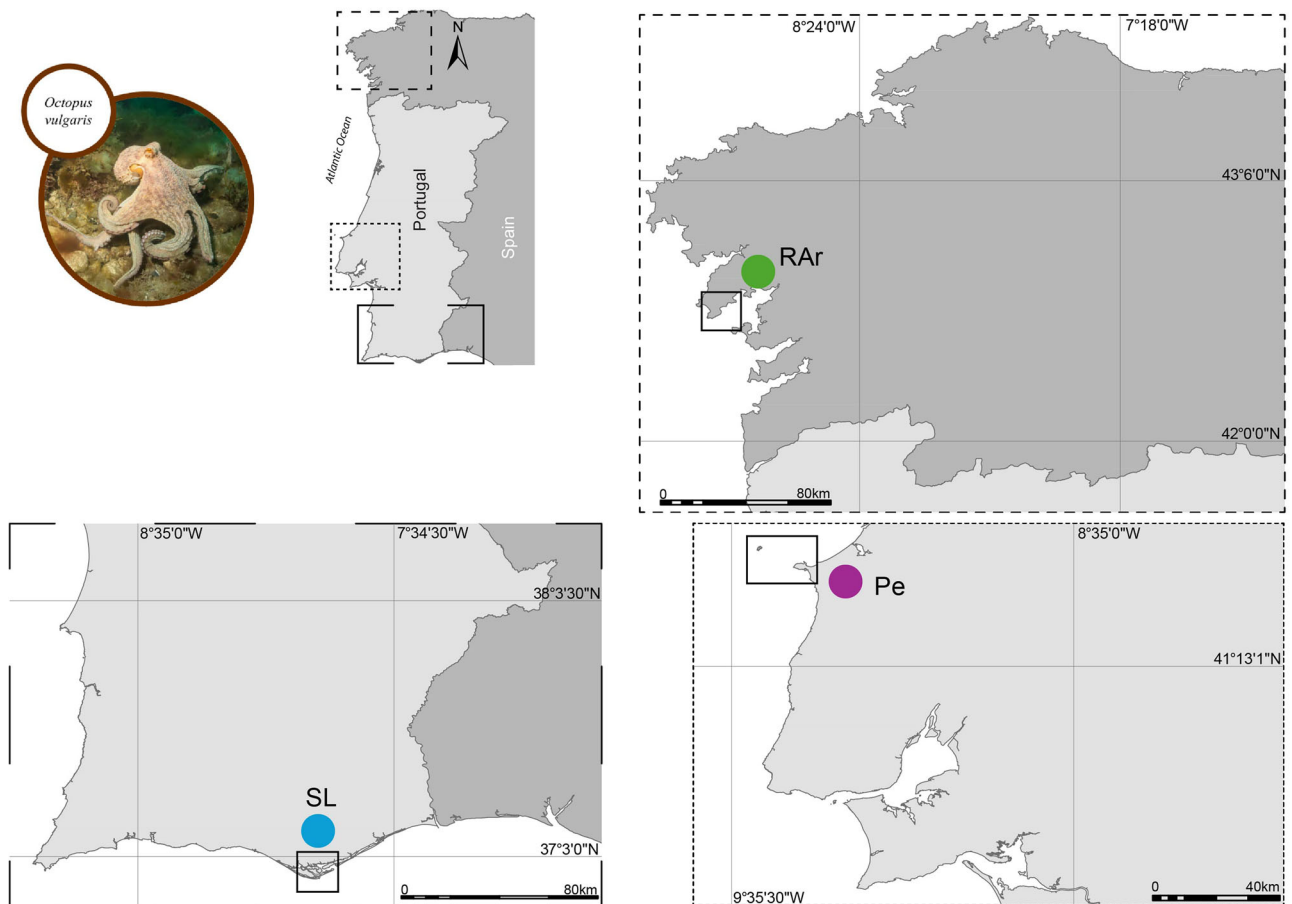 Octopus
vulgaris
N
Atlantic Ocean
Portugal
Spain
8°24'0"W
7°18'0"W
43°6'0"N
RAr
42°0'0"N
0
80km
8°35'0"W
7°34'30"W
38°3'30"N
SL
37°3'0"N
0
80km
8°35'0"W
Pe
41°13'1"N
9°35'30"W
0
40km